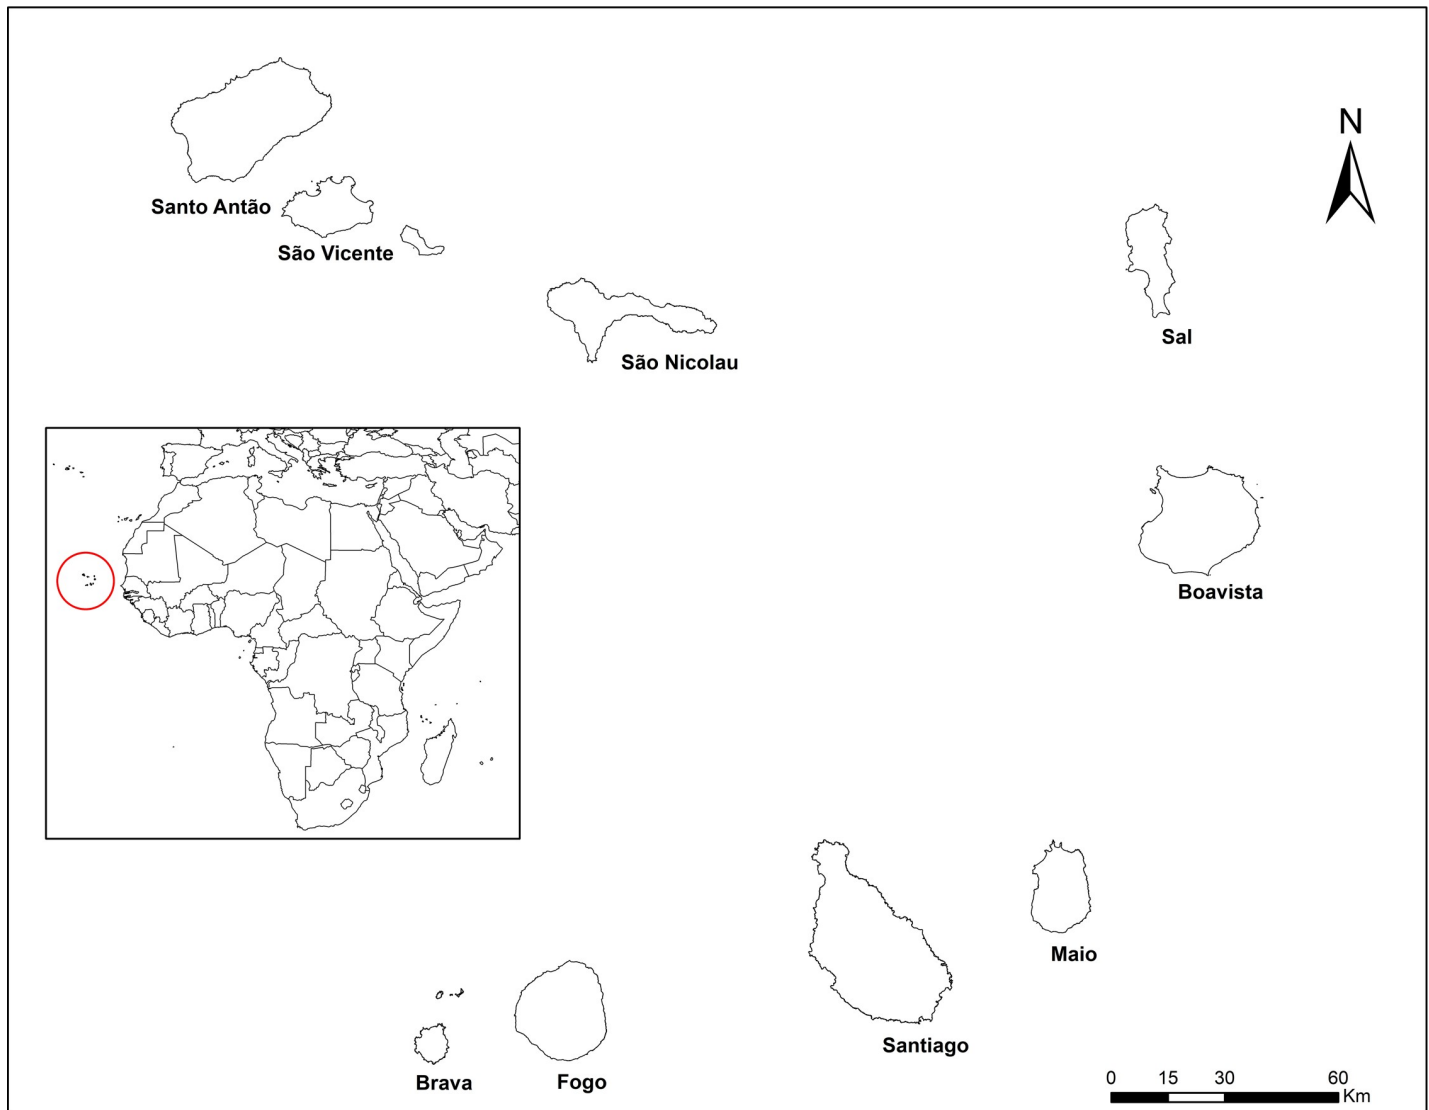 N
Santo Antão
São Vicente
São Nicolau
Sal
Boavista
Maio
Santiago
Brava
Fogo
0 15 30 60
Km